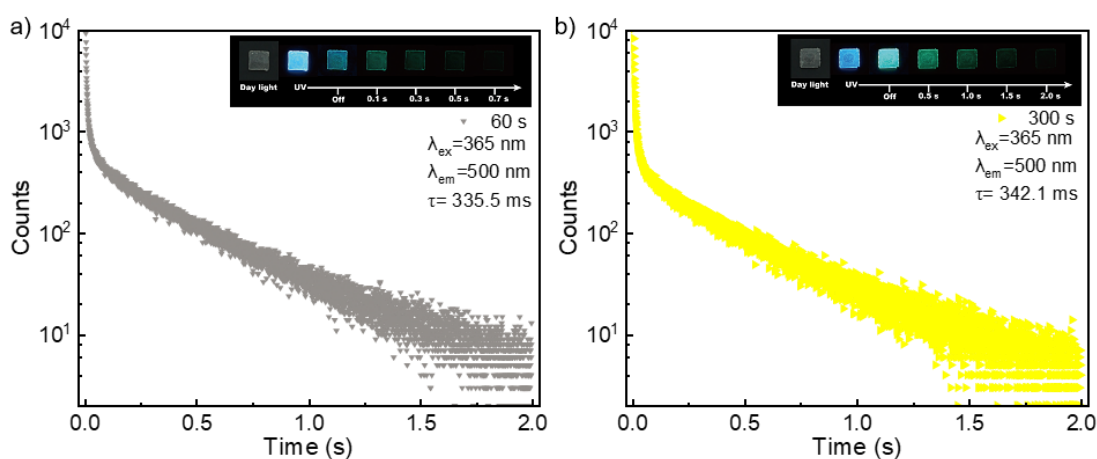 a)
10⁴
10³
10²
10¹
Counts
0.0 0.5 1.0 1.5 2.0
Time (s)
Day light UV Off 0.1 s 0.3 s 0.5 s 0.7 s
60 s
λex=365 nm
λem=500 nm
τ= 335.5 ms
b)
10⁴
10³
10²
10¹
Counts
0.0 0.5 1.0 1.5 2.0
Time (s)
Day light UV Off 0.5 s 1.0 s 1.5 s 2.0 s
300 s
λex=365 nm
λem=500 nm
τ= 342.1 ms